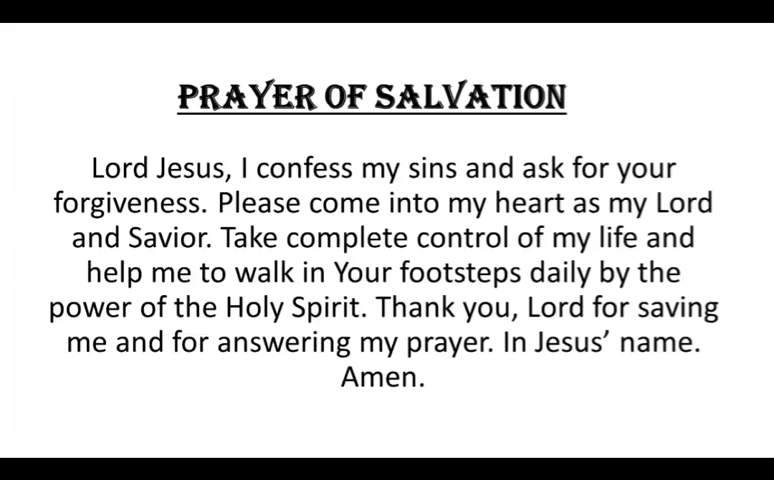 PRAYER OF SALVATION
Lord Jesus, I confess my sins and ask for your
forgiveness. Please come into my heart as my Lord
and Savior. Take complete control of my life and
help me to walk in Your footsteps daily by the
power of the Holy Spirit. Thank you, Lord for saving
me and for answering my prayer. In Jesus’ name.
Amen.